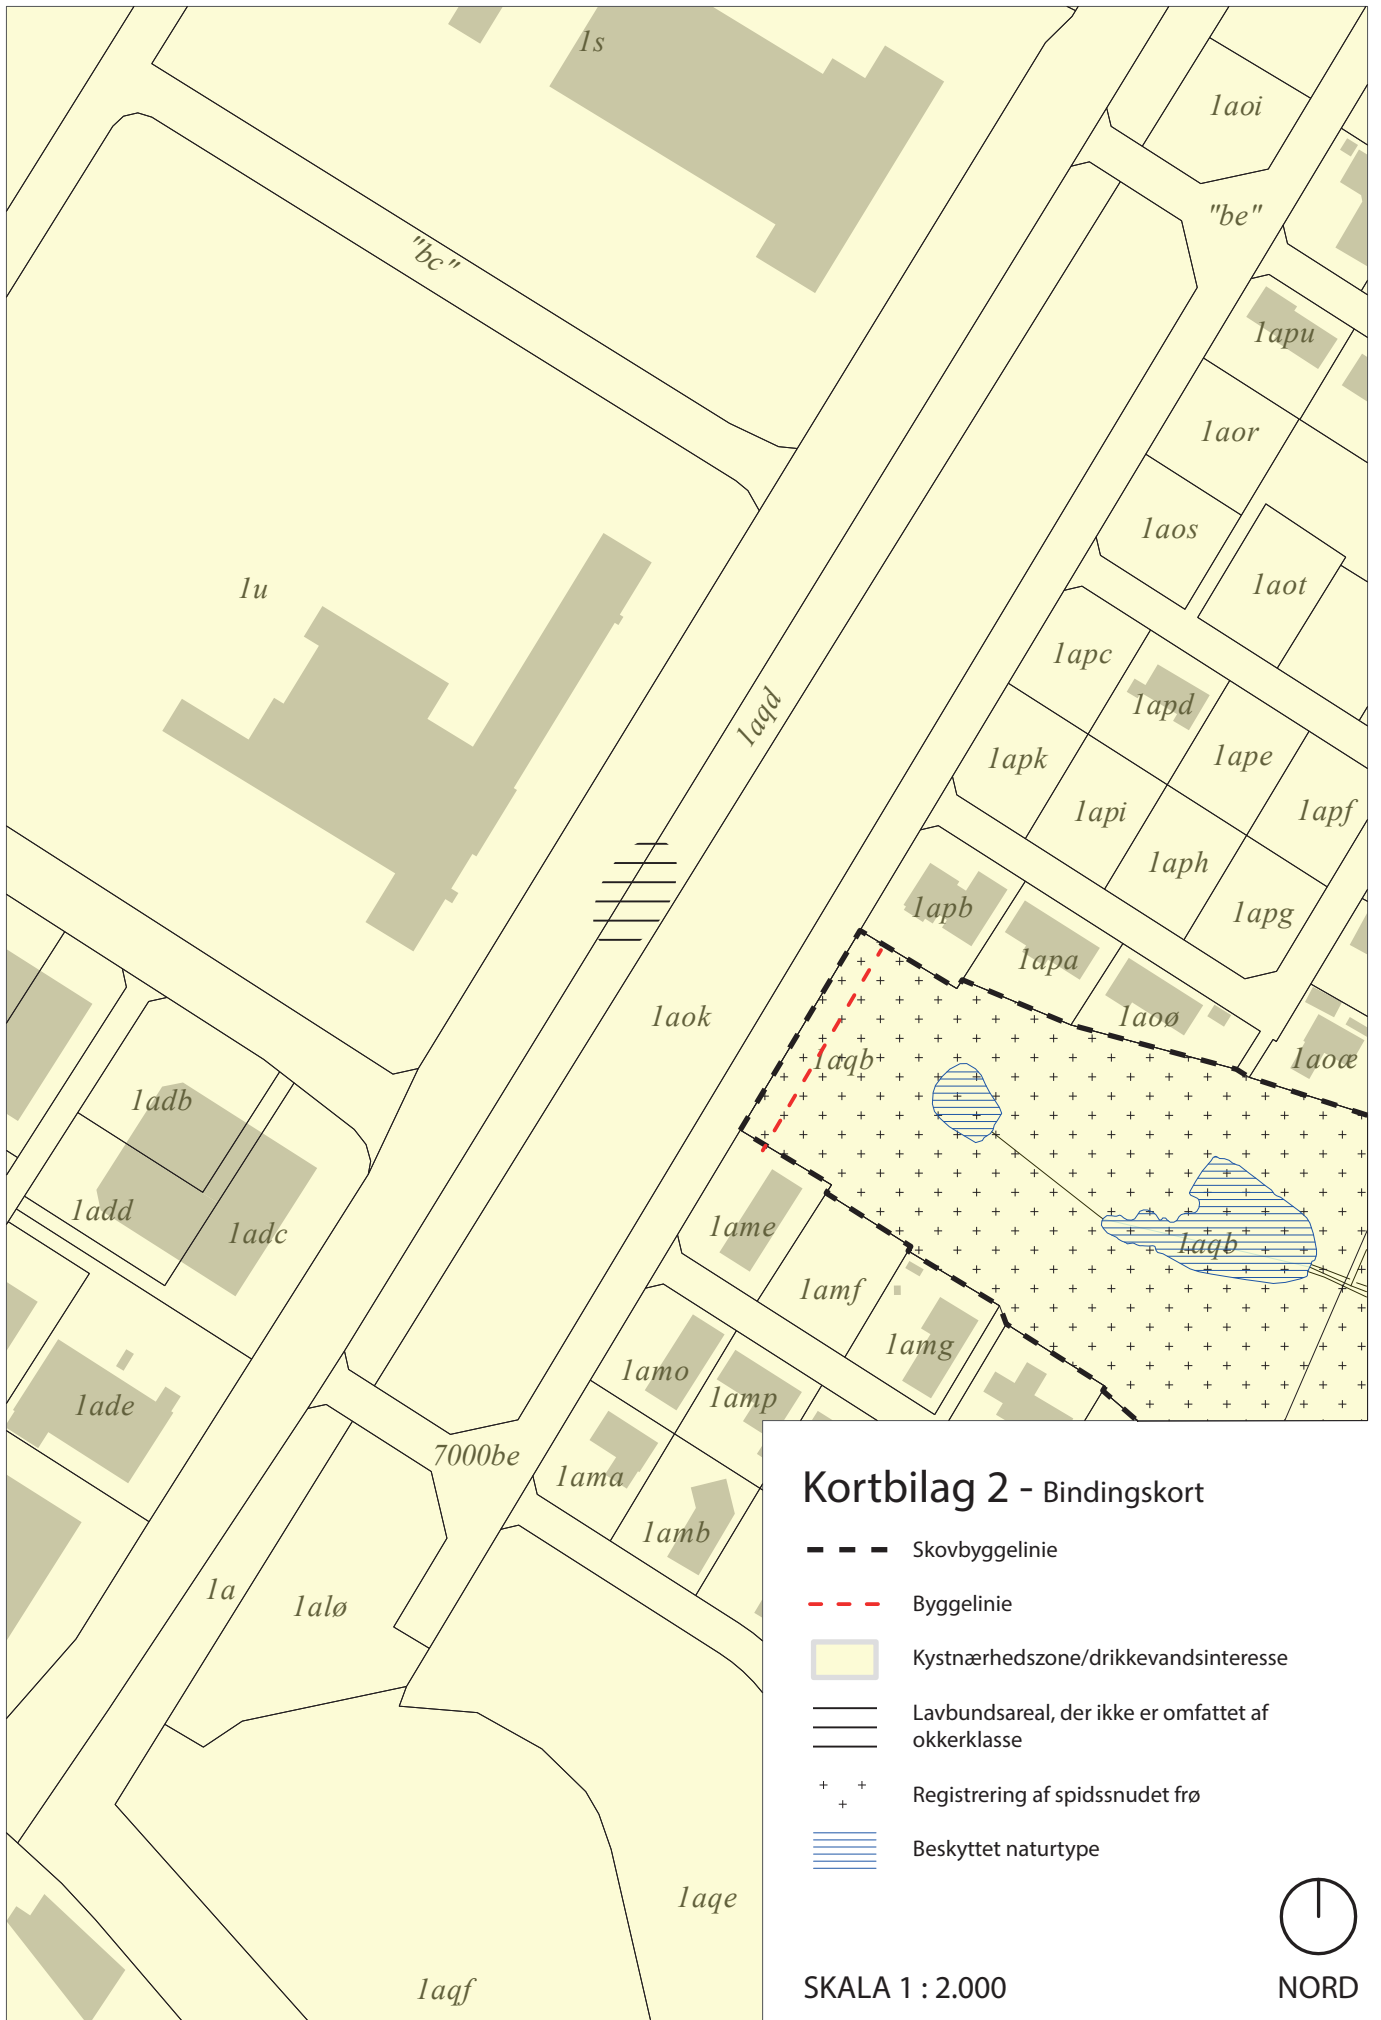 1s
1aoi
"be"
"bc"
1apu
1aor
1aos
1u
1aot
1apc
1apd
1aqd
1apk
1ape
1api
1apf
1aph
1apb
1apg
1apa
1aok
1aoø
1aqb
1aoæ
1adb
1add
1adc
1ame
1aqb
1amf
1amg
1amo
1amp
1ade
7000be
1ama
1amb
1a
1alø
1aqe
1aqf
Kortbilag 2 - Bindingskort
Skovbyggelinie
Byggelinie
Kystnærhedszone/drikkevandsinteresse
Lavbundsareal, der ikke er omfattet af
okkerklasse
Registrering af spidssnudet frø
Beskyttet naturtype
SKALA 1 : 2.000
NORD